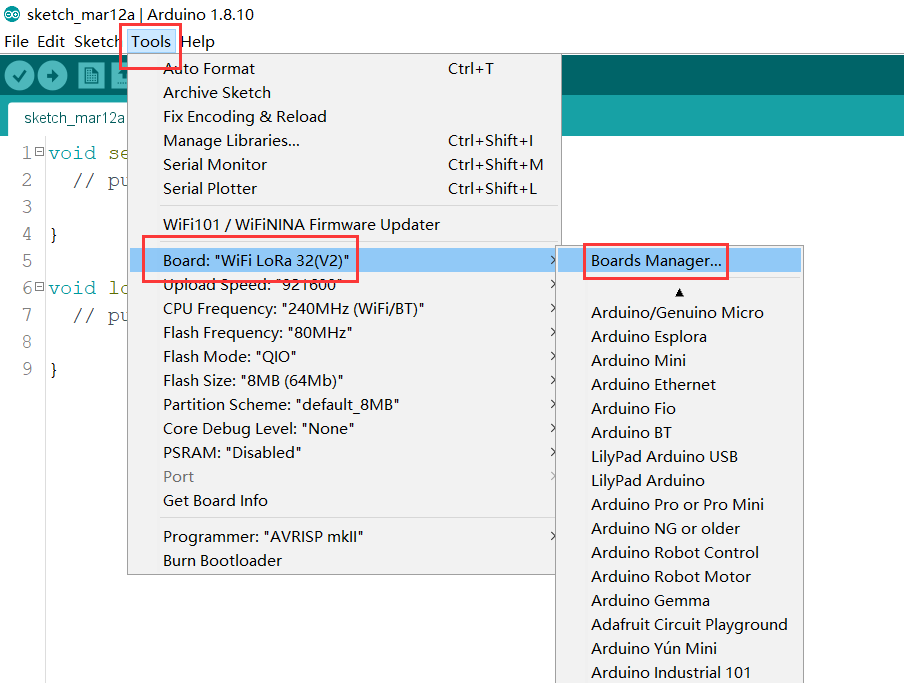 sketch_mar12a | Arduino 1.8.10
File Edit Sketch Tools Help
Auto Format Ctrl+T
Archive Sketch
Fix Encoding & Reload
Manage Libraries... Ctrl+Shift+I
Serial Monitor Ctrl+Shift+M
Serial Plotter Ctrl+Shift+L
WiFi101 / WiFiNINA Firmware Updater
Board: "WiFi LoRa 32(V2)"
Upload Speed: "921600"
CPU Frequency: "240MHz (WiFi/BT)"
Flash Frequency: "80MHz"
Flash Mode: "QIO"
Flash Size: "8MB (64Mb)"
Partition Scheme: "default_8MB"
Core Debug Level: "None"
PSRAM: "Disabled"
Port
Get Board Info
Programmer: "AVRISP mkII"
Burn Bootloader
Boards Manager...
Arduino/Genuino Micro
Arduino Esplora
Arduino Mini
Arduino Ethernet
Arduino Fio
Arduino BT
LilyPad Arduino USB
LilyPad Arduino
Arduino Pro or Pro Mini
Arduino NG or older
Arduino Robot Control
Arduino Robot Motor
Arduino Gemma
Adafruit Circuit Playground
Arduino Yún Mini
Arduino Industrial 101
sketch_mar12a
1 void se
2 // pu
3
4 }
5
6 void lo
7 // pu
8
9 }